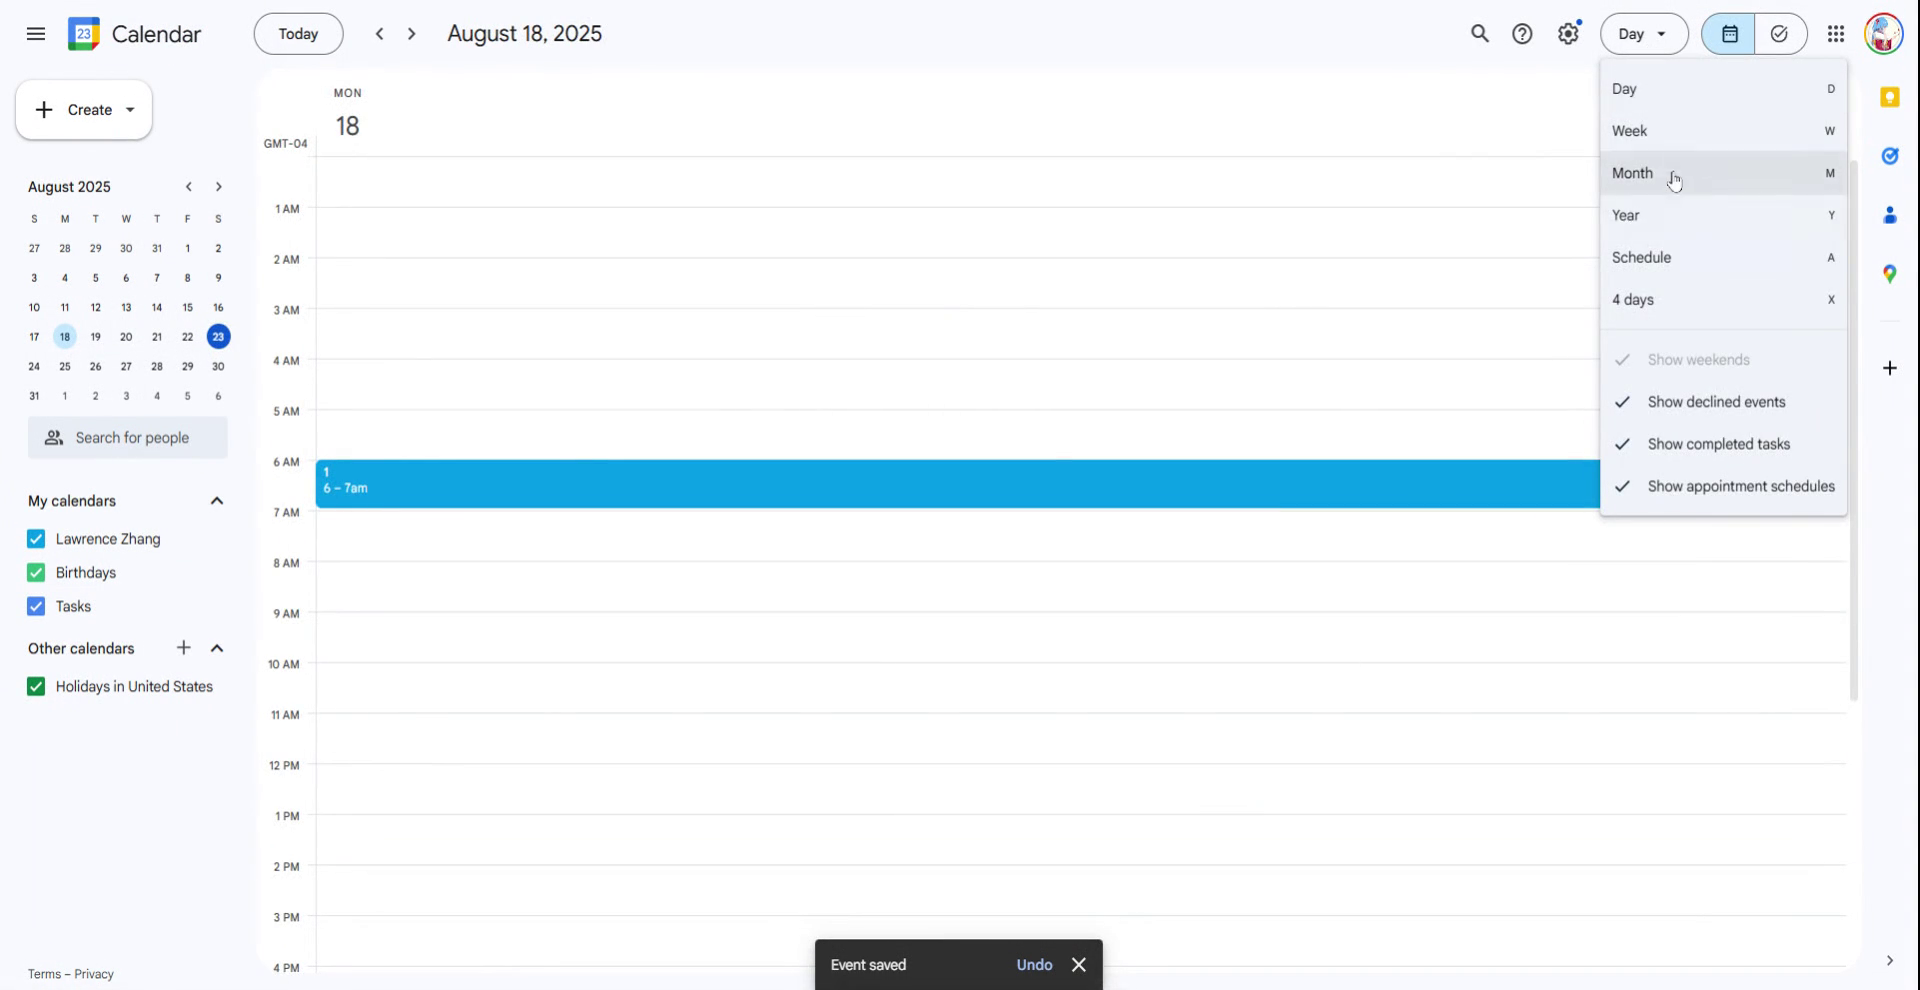 23 Calendar
Today
August 18, 2025
Day
Create
MON
18
GMT-04
August 2025
S M T W T F S
27 28 29 30 31 1 2
3 4 5 6 7 8 9
10 11 12 13 14 15 16
17 18 19 20 21 22 23
24 25 26 27 28 29 30
31 1 2 3 4 5 6
Search for people
My calendars
Lawrence Zhang
Birthdays
Tasks
Other calendars
Holidays in United States
Terms – Privacy
1 AM
2 AM
3 AM
4 AM
5 AM
6 AM
1
6 – 7am
7 AM
8 AM
9 AM
10 AM
11 AM
12 PM
1 PM
2 PM
3 PM
4 PM
Day D
Week W
Month M
Year Y
Schedule A
4 days X
Show weekends
Show declined events
Show completed tasks
Show appointment schedules
Event saved Undo